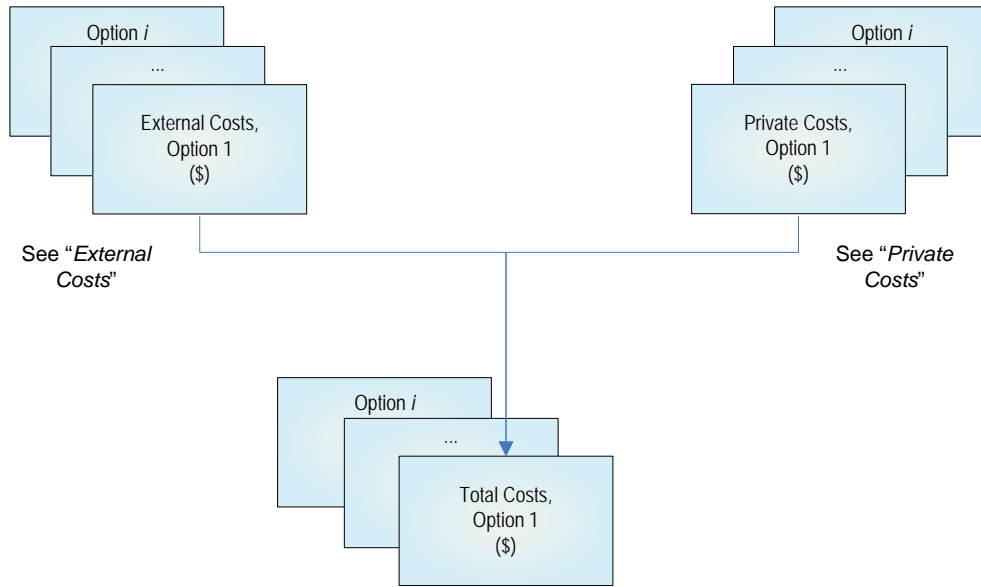 Option i
...
External Costs,
Option 1
($)
See “External
Costs”
Option i
...
Private Costs,
Option 1
($)
See “Private
Costs”
Option i
...
Total Costs,
Option 1
($)